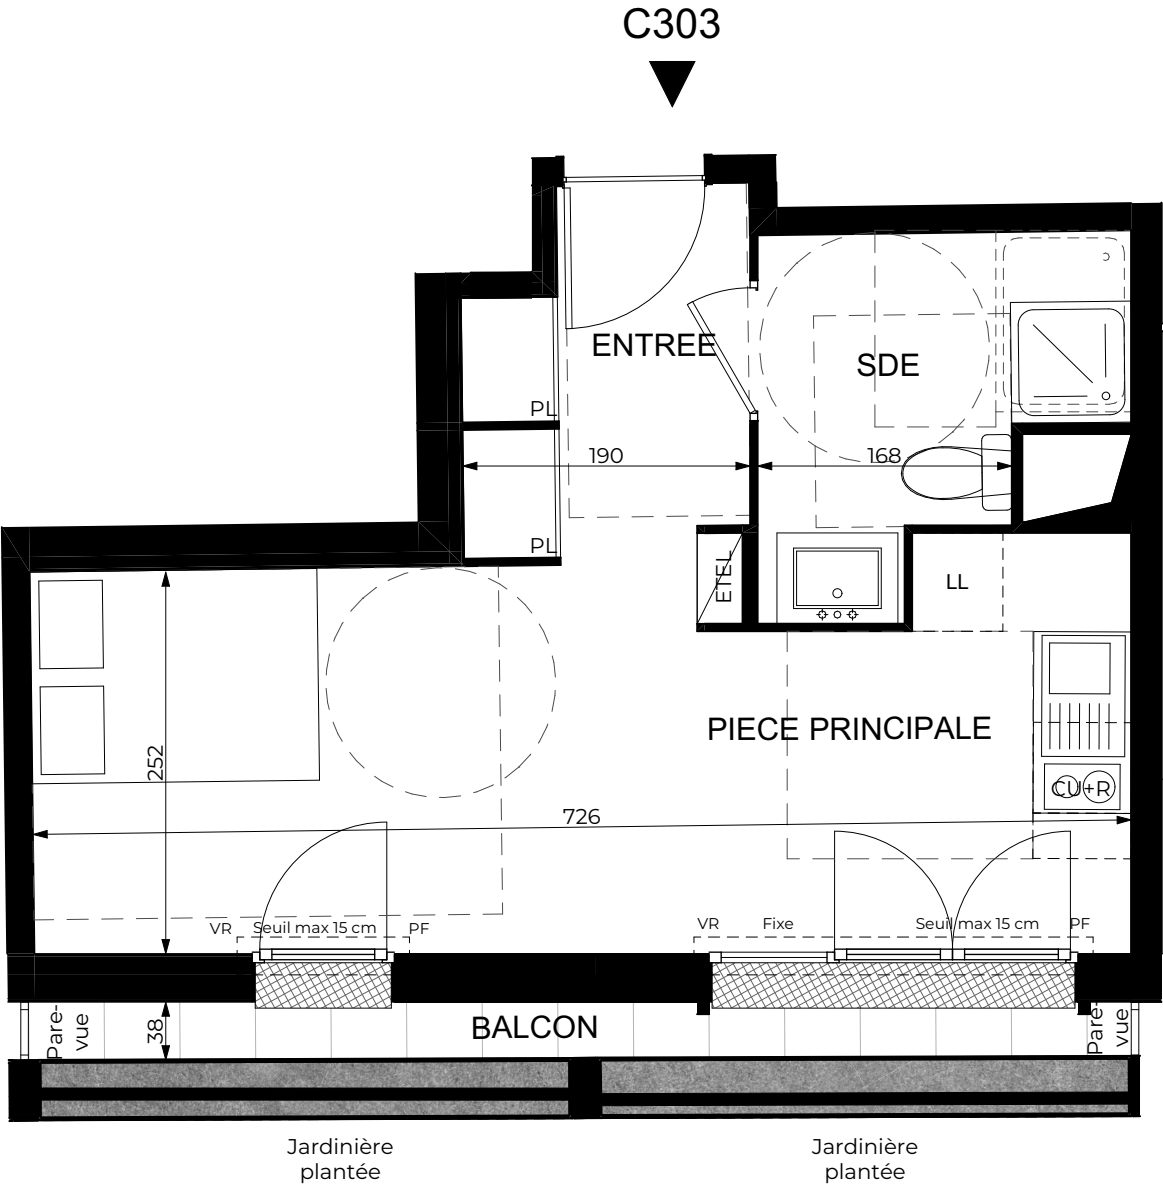 C303
ENTREE
SDE
PL
190
168
PL
ETEL
LL
PIECE PRINCIPALE
252
CU+R
726
VR Seuil max 15 cm PF
VR Fixe Seuil max 15 cm PF
Pare-
vue
38
BALCON
Pare-
vue
Jardinière
plantée
Jardinière
plantée